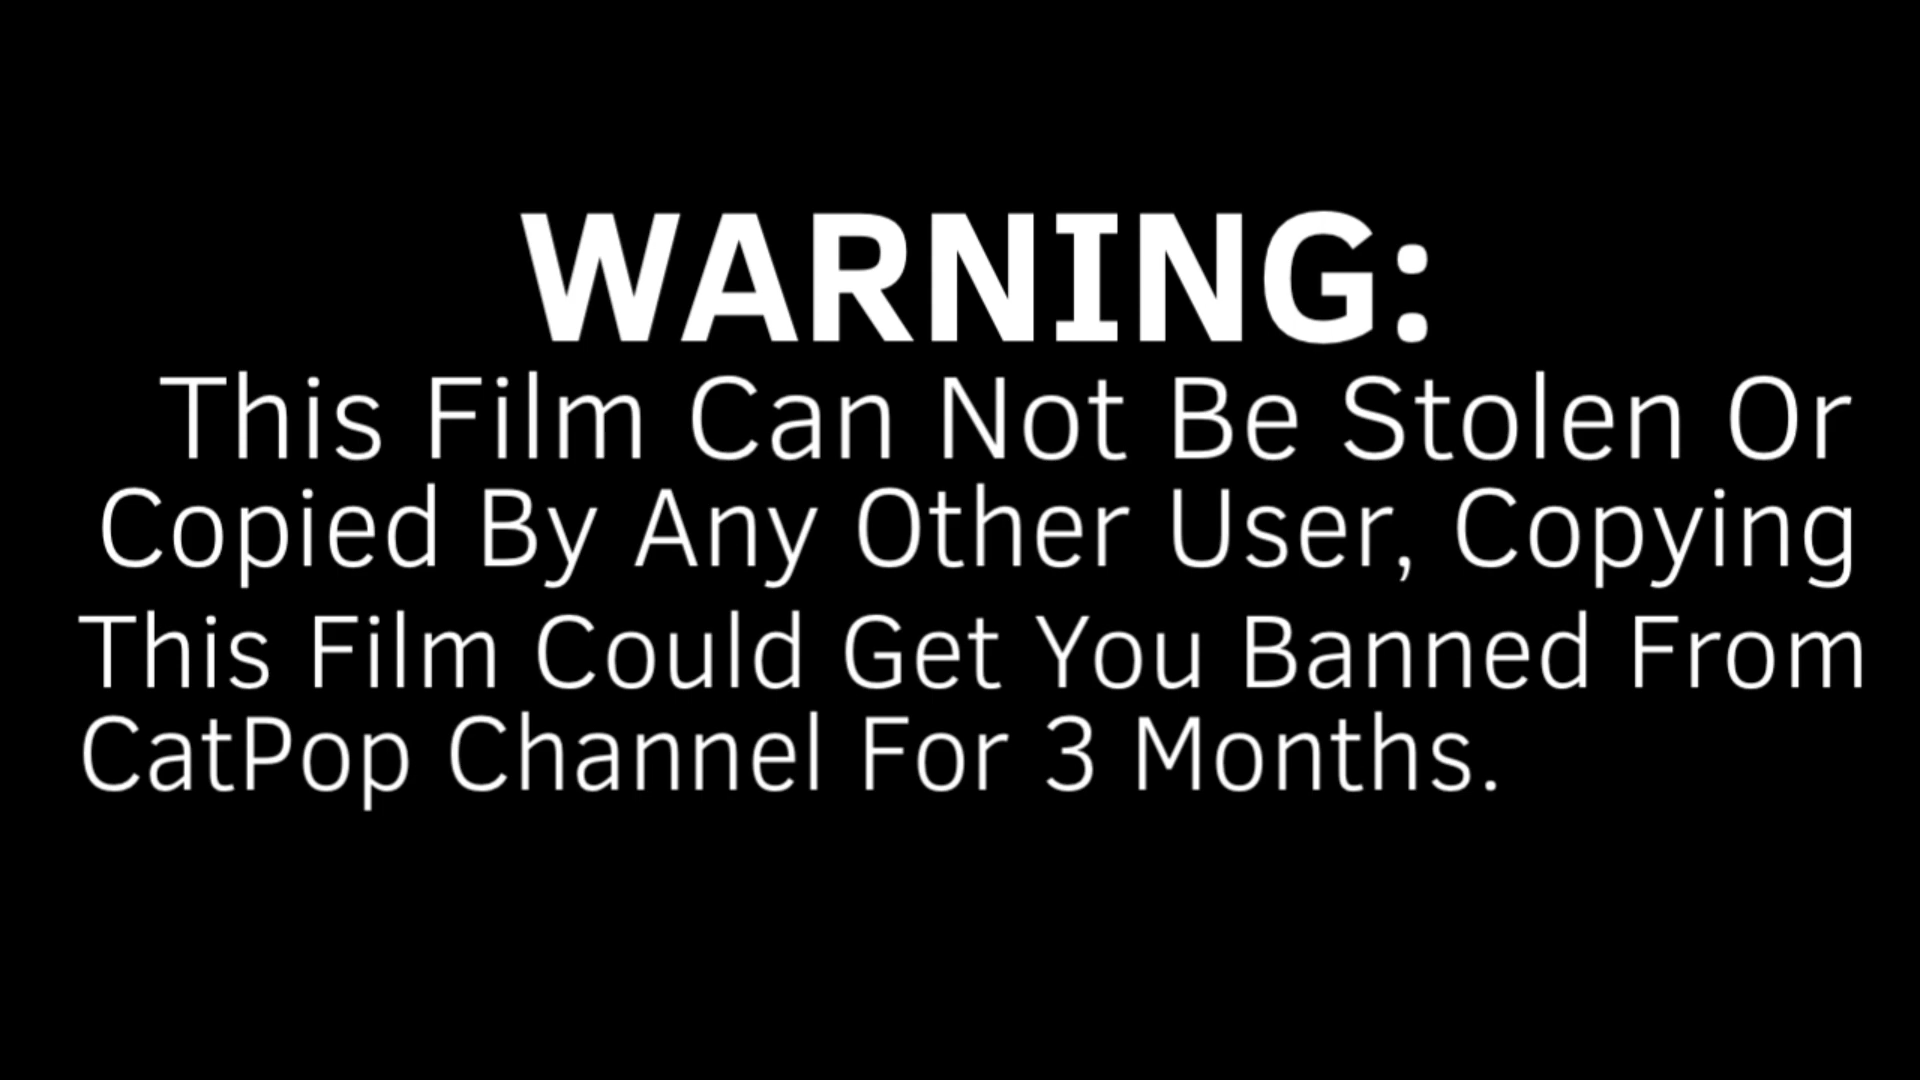 WARNING:
This Film Can Not Be Stolen Or
Copied By Any Other User, Copying
This Film Could Get You Banned From
CatPop Channel For 3 Months.